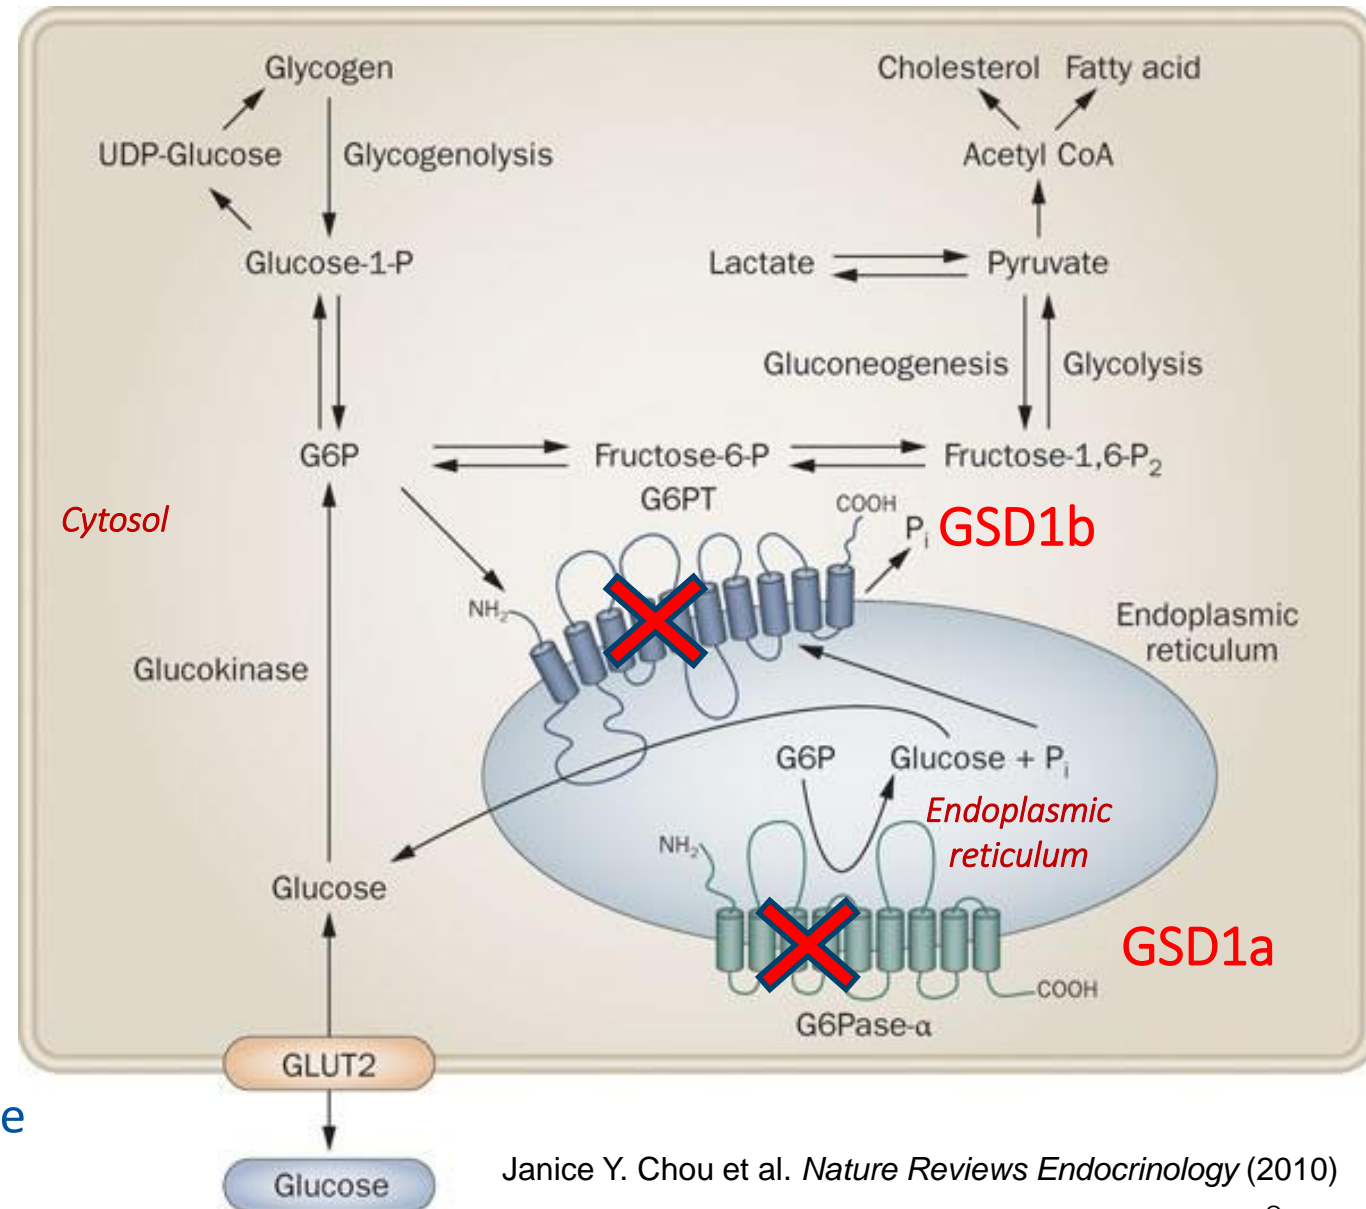 Glycogen
Cholesterol Fatty acid
UDP-Glucose
Glycogenolysis
Acetyl CoA
Glucose-1-P
Lactate
Pyruvate
Gluconeogenesis
Glycolysis
G6P
Fructose-6-P
Fructose-1,6-P2
G6PT
COOH
Cytosol
Pi
GSD1b
NH2
Endoplasmic
reticulum
Glucokinase
G6P
Glucose + Pi
Endoplasmic
reticulum
NH2
Glucose
GSD1a
COOH
G6Pase-α
GLUT2
e
Janice Y. Chou et al. Nature Reviews Endocrinology (2010)
Glucose